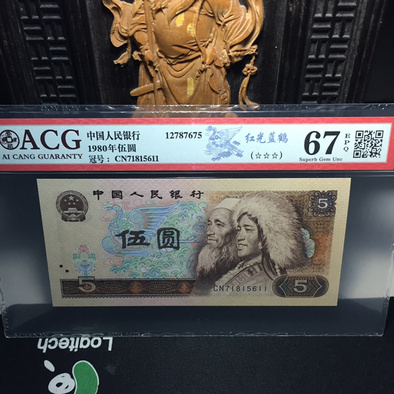 ACG
AI CANG GUARANTY
中国人民银行
1980年伍圆
冠号: CN71815611
12787675
红光蓝鹤
(☆☆☆)
67 EPQ
Superb Gem Unc
中国人民银行
5
伍圆
5
CN71815611
5
Logitech